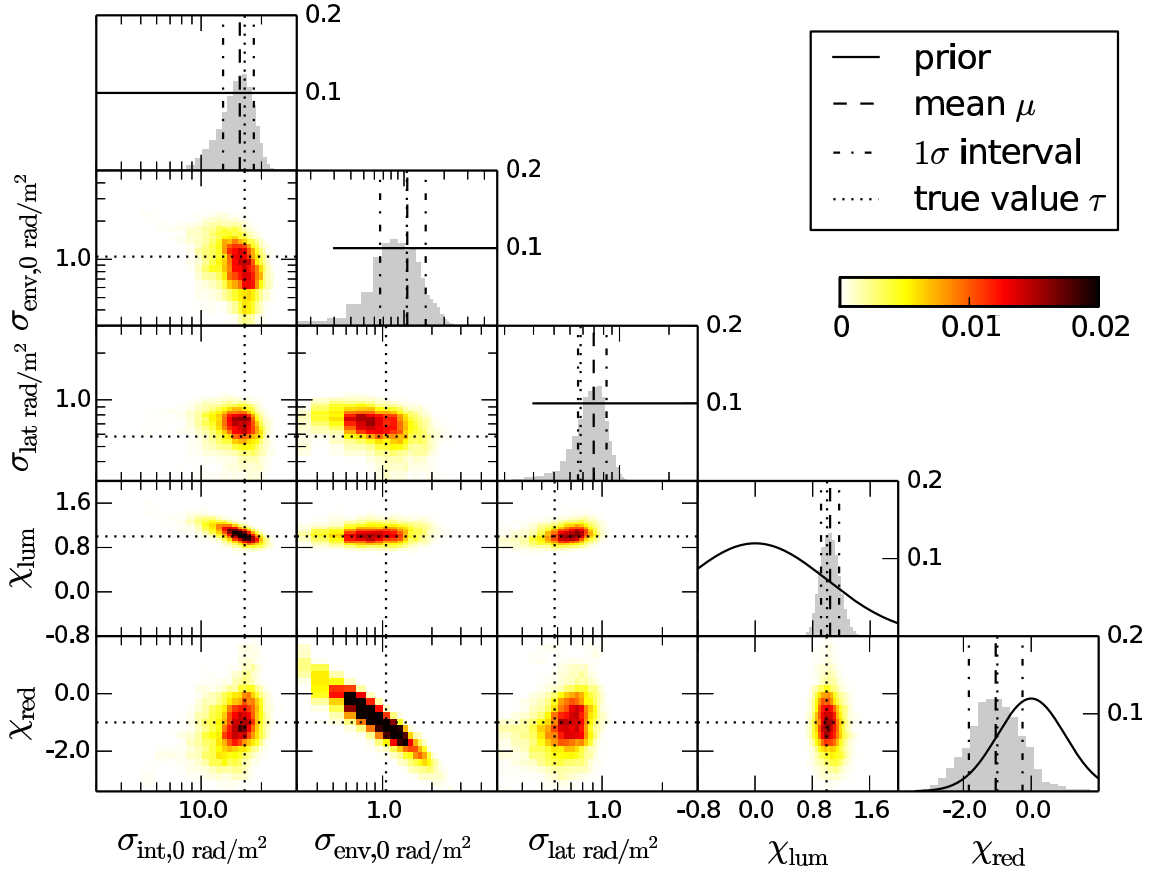 0.2
0.1
prior
mean μ
1σ interval
true value τ
σenv,0 rad/m²
1.0
0.2
0.1
0 0.01 0.02
σlat rad/m²
1.0
0.2
0.1
χlum
1.6
0.8
0.0
-0.8
0.2
0.1
χred
0.0
-2.0
0.2
0.1
10.0 1.0 1.0 -0.8 0.0 0.8 1.6 -2.0 0.0
σint,0 rad/m² σenv,0 rad/m² σlat rad/m² χlum χred